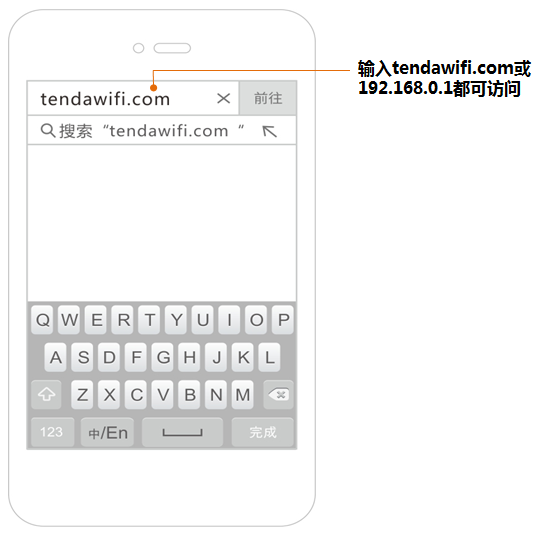 输入tendawifi.com或
192.168.0.1都可访问
tendawifi.com 前往
搜索“tendawifi.com “
Q W E R T Y U I O P
A S D F G H J K L
Z X C V B N M
123 中/En 完成